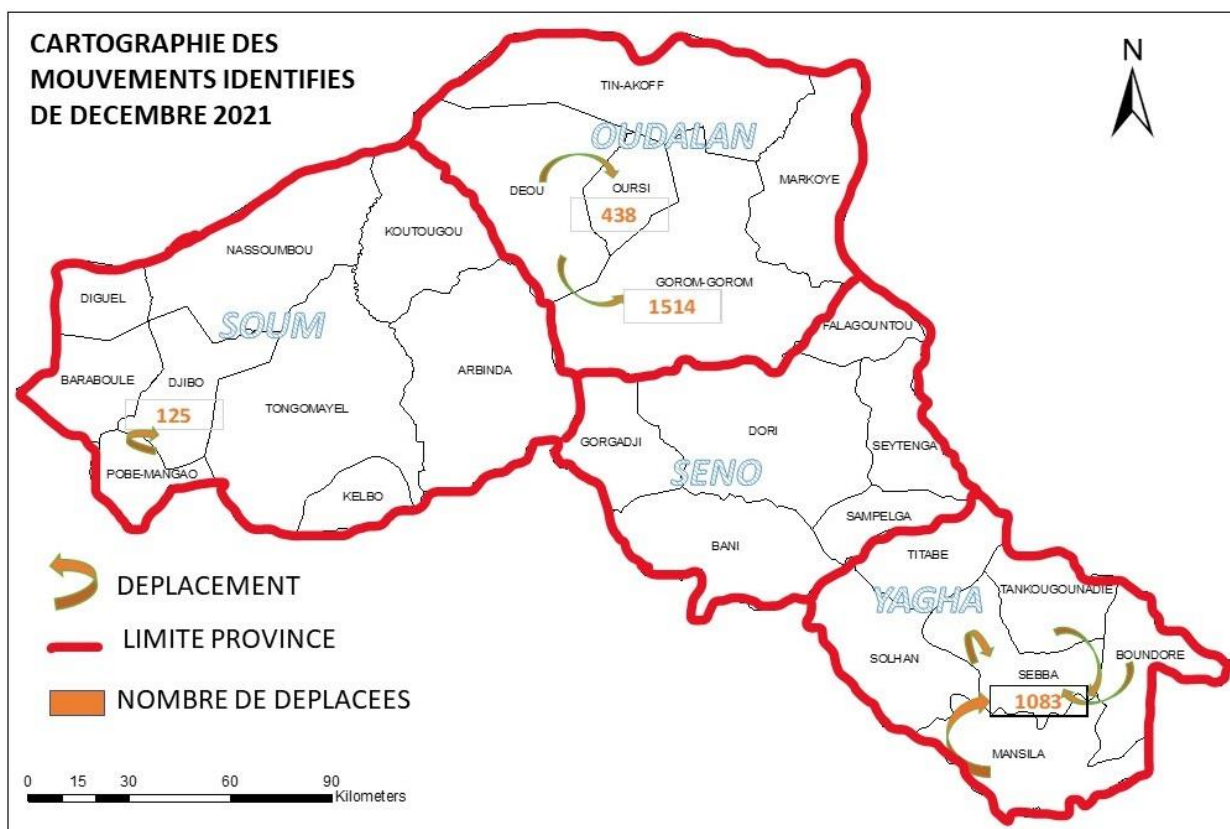 CARTOGRAPHIE DES
MOUVEMENTS IDENTIFIES
DE DECEMBRE 2021
N
TIN-AKOFF
OUDALAN
DEOU
OURSI
MARKOYE
438
KOUTOUGOU
NASSOUMBOU
GOROM-GOROM
1514
DIGUEL
SOUM
FALAGOUNTOU
BARABOULE
DJIBO
ARBINDA
125
TONGOMAYEL
DORI
GORGADJI
SEYTENGA
POBE-MANGAO
SENO
KELBO
SAMPELGA
BANI
TITABE
TANKOUGOUNADIE
YAGHA
SOLHAN
BOUNDORE
SEBBA
1083
MANSILA
DEPLACEMENT
LIMITE PROVINCE
NOMBRE DE DEPLACEES
0 15 30 60 90
Kilometers